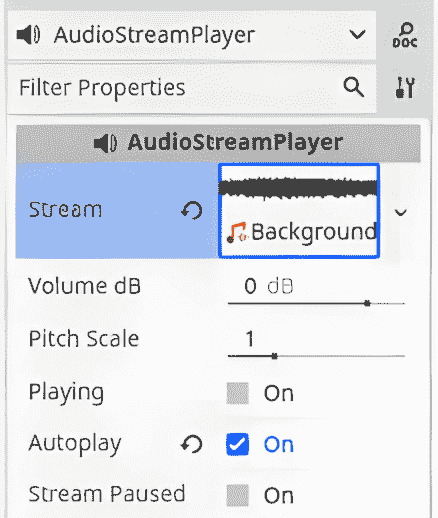 AudioStreamPlayer
DOC
Filter Properties
AudioStreamPlayer
Stream
Background
Volume dB 0 dB
Pitch Scale 1
Playing On
Autoplay On
Stream Paused On